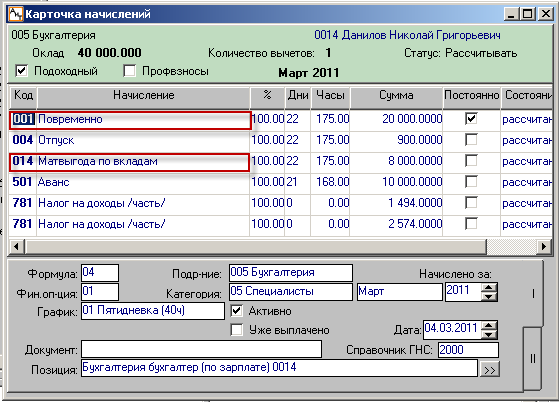 Карточка начислений
005 Бухгалтерия 0014 Данилов Николай Григорьевич
Оклад 40 000.000 Количество вычетов: 1 Статус: Рассчитывать
Подоходный Профвзносы Март 2011
Код Начисление % Дни Часы Сумма Постоянно Состояни
001 Повременно 100.00 22 175.00 20 000.0000 рассчитан
004 Отпуск 100.00 22 175.00 900.0000 рассчитан
014 Матвыгода по вкладам 100.00 22 175.00 8 000.0000 рассчитан
501 Аванс 100.00 21 168.00 10 000.0000 рассчитан
781 Налог на доходы /часть/ 100.00 0 0.00 1 494.0000 рассчитан
781 Налог на доходы /часть/ 100.00 0 0.00 2 574.0000 рассчитан
Формула: 04 Подр-ние: 005 Бухгалтерия Начислено за:
Фин.оп-ция: 01 Категория: 05 Специалисты Март 2011
График: 01 Пятидневка (40ч) Активно
Уже выплачено Дата: 04.03.2011
Документ: Справочник ГНС: 2000
Позиция: Бухгалтерия бухгалтер (по зарплате) 0014 >>
I
II